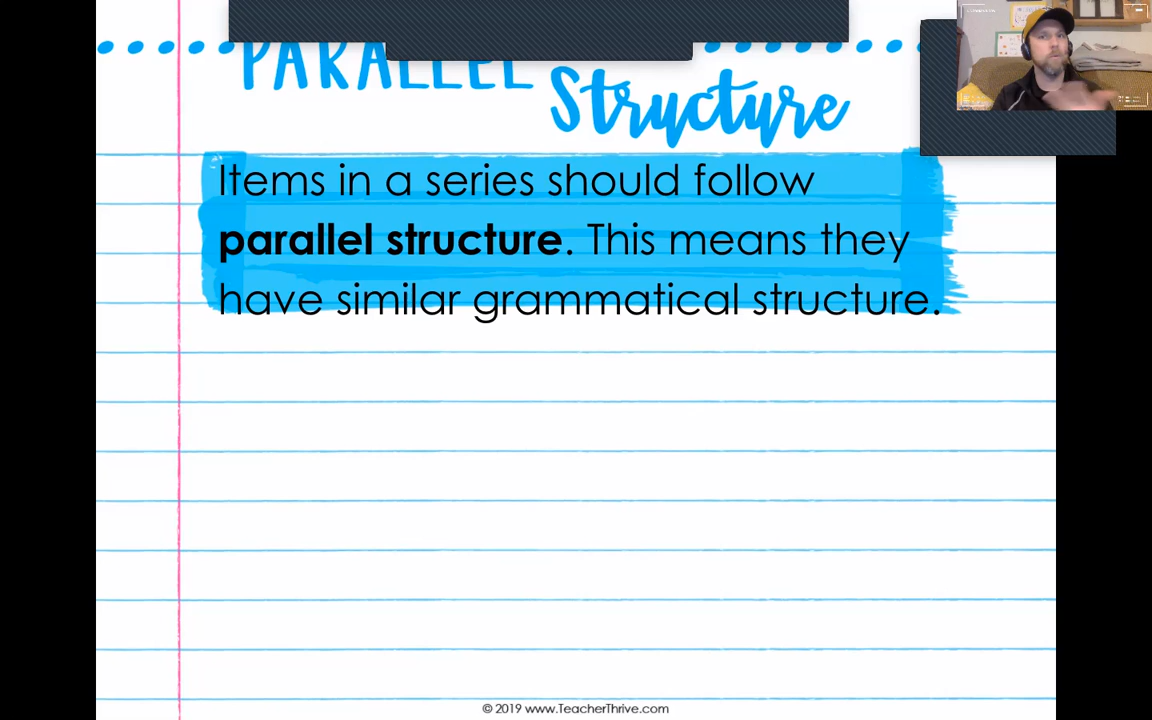 PARALLEL
Structure
Items in a series should follow
parallel structure. This means they
have similar grammatical structure.
© 2019 www.TeacherThrive.com